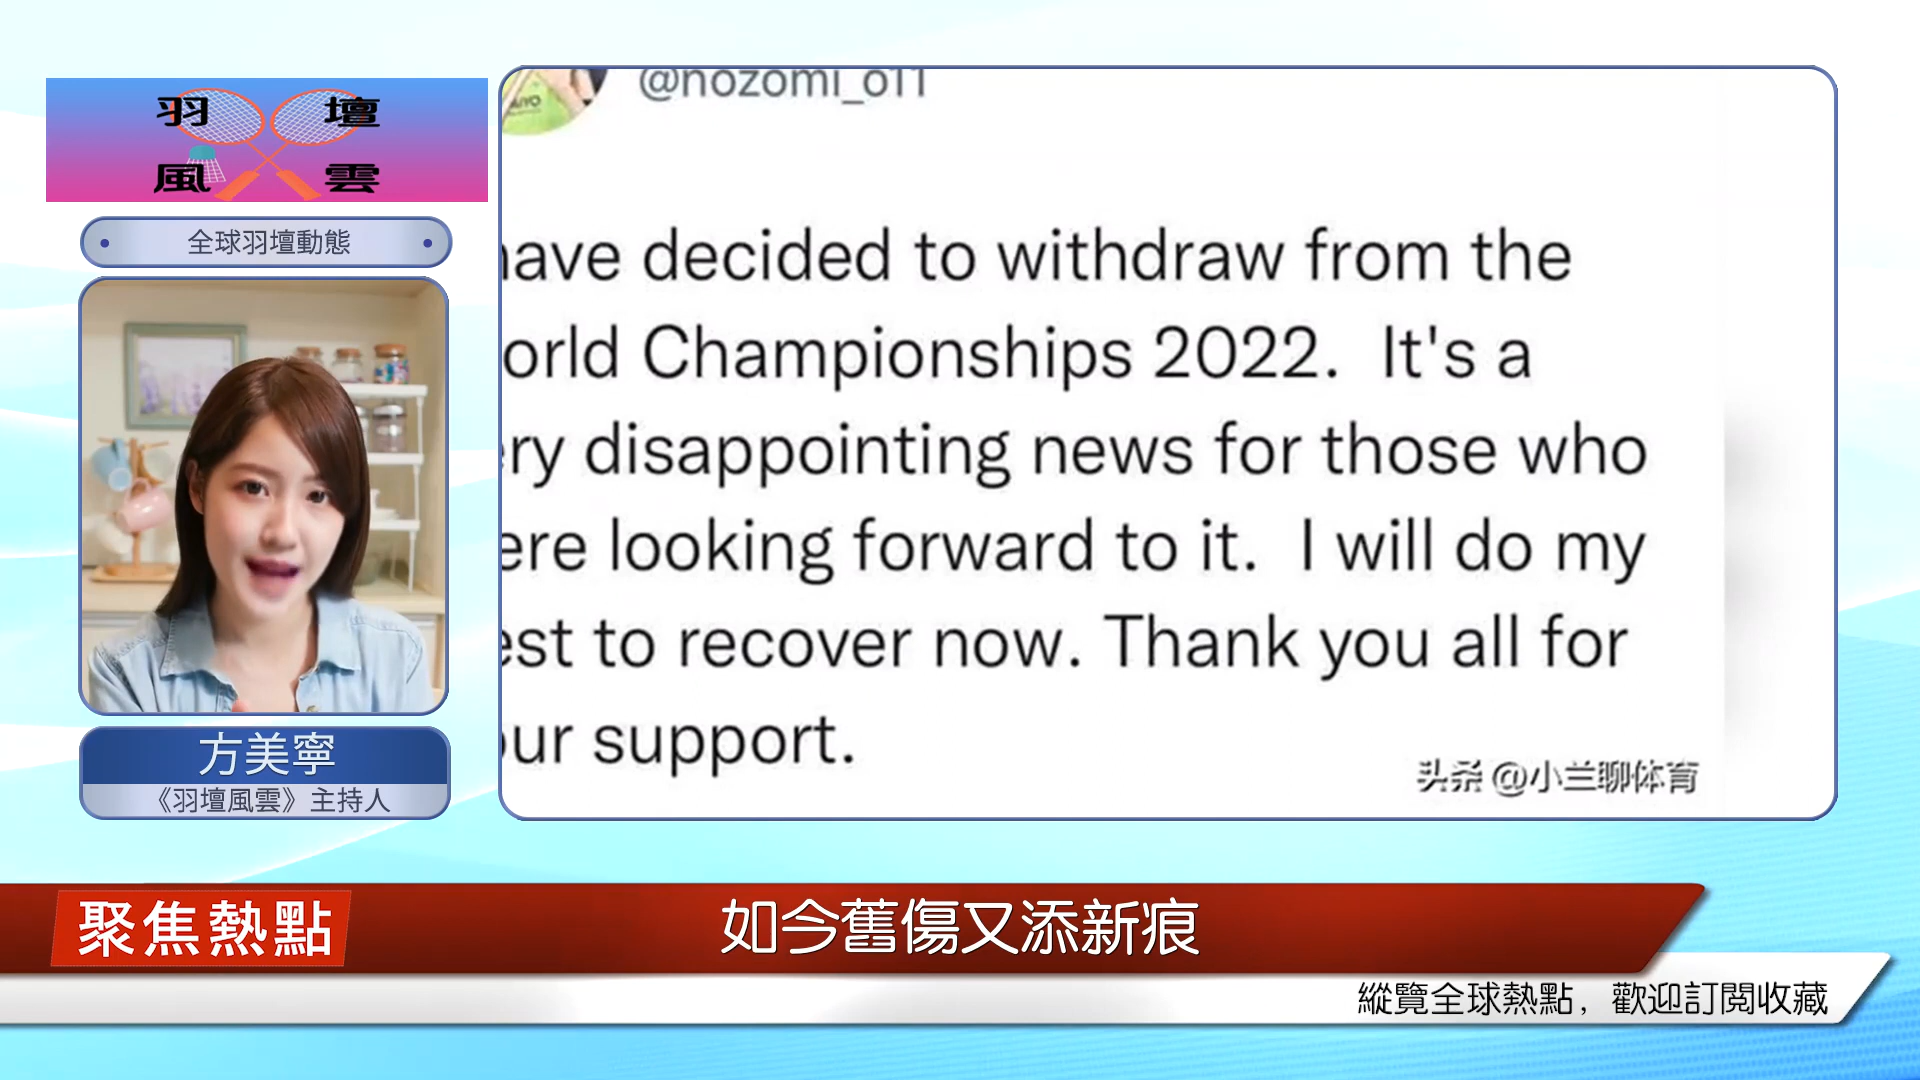 羽壇
風雲
全球羽壇動態
方美寧
《羽壇風雲》主持人
@nozomi_o11
have decided to withdraw from the
orld Championships 2022. It's a
ery disappointing news for those who
ere looking forward to it. I will do my
est to recover now. Thank you all for
our support.
头条 @小兰聊体育
聚焦熱點
如今舊傷又添新痕
縱覽全球熱點，歡迎訂閱收藏